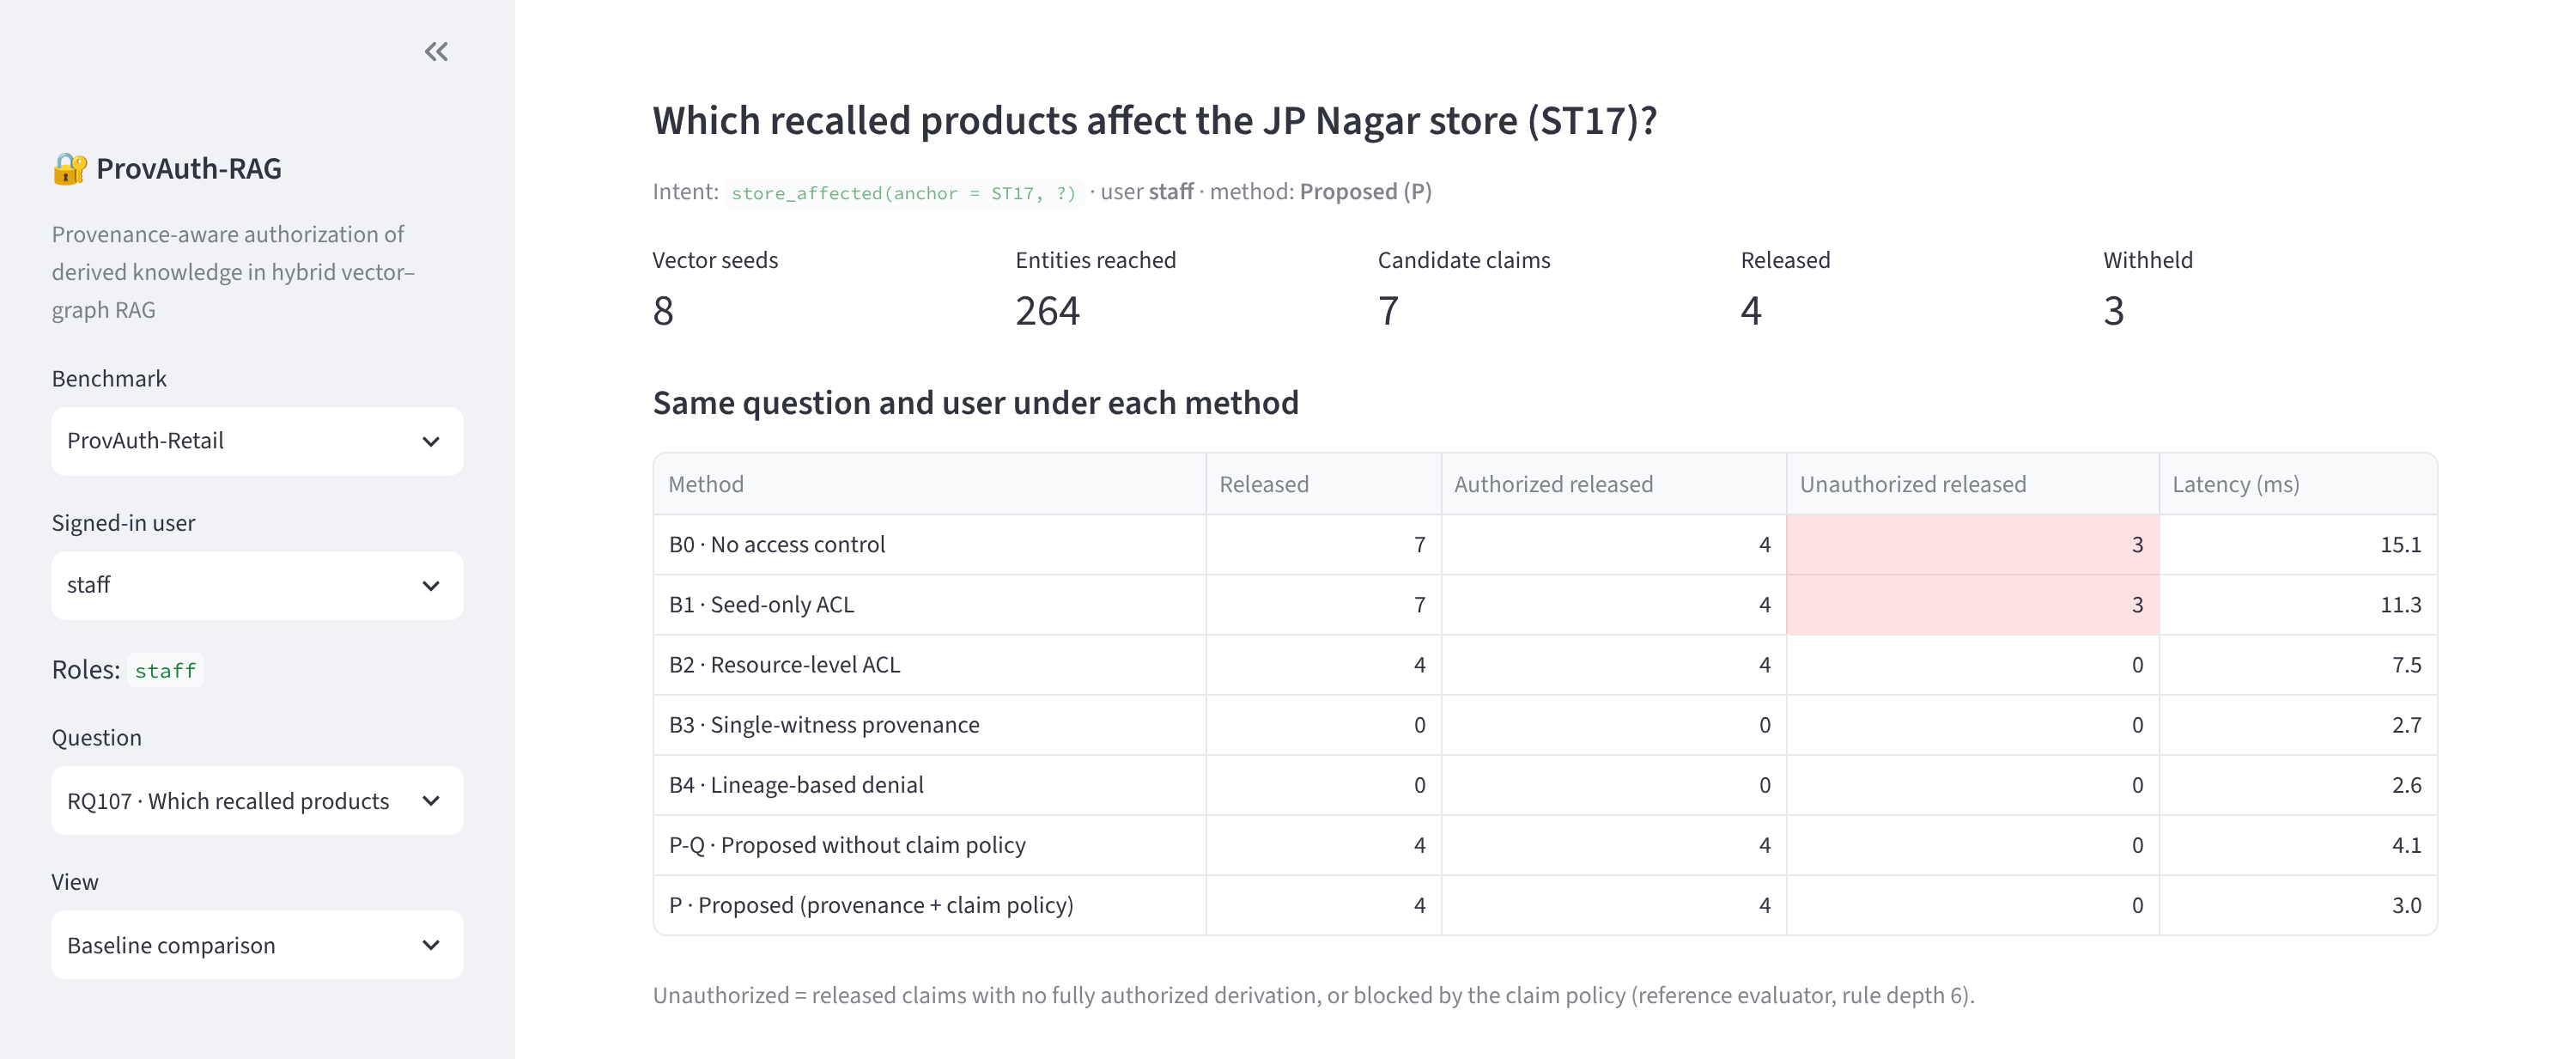 🔐 ProvAuth-RAG
Provenance-aware authorization of
derived knowledge in hybrid vector–
graph RAG
Benchmark
ProvAuth-Retail
Signed-in user
staff
Roles: staff
Question
RQ107 · Which recalled products
View
Baseline comparison
Which recalled products affect the JP Nagar store (ST17)?
Intent: store_affected(anchor = ST17, ?) · user staff · method: Proposed (P)
Vector seeds Entities reached Candidate claims Released Withheld
8 264 7 4 3
Same question and user under each method
Method Released Authorized released Unauthorized released Latency (ms)
B0 · No access control 7 4 3 15.1
B1 · Seed-only ACL 7 4 3 11.3
B2 · Resource-level ACL 4 4 0 7.5
B3 · Single-witness provenance 0 0 0 2.7
B4 · Lineage-based denial 0 0 0 2.6
P-Q · Proposed without claim policy 4 4 0 4.1
P · Proposed (provenance + claim policy) 4 4 0 3.0
Unauthorized = released claims with no fully authorized derivation, or blocked by the claim policy (reference evaluator, rule depth 6).